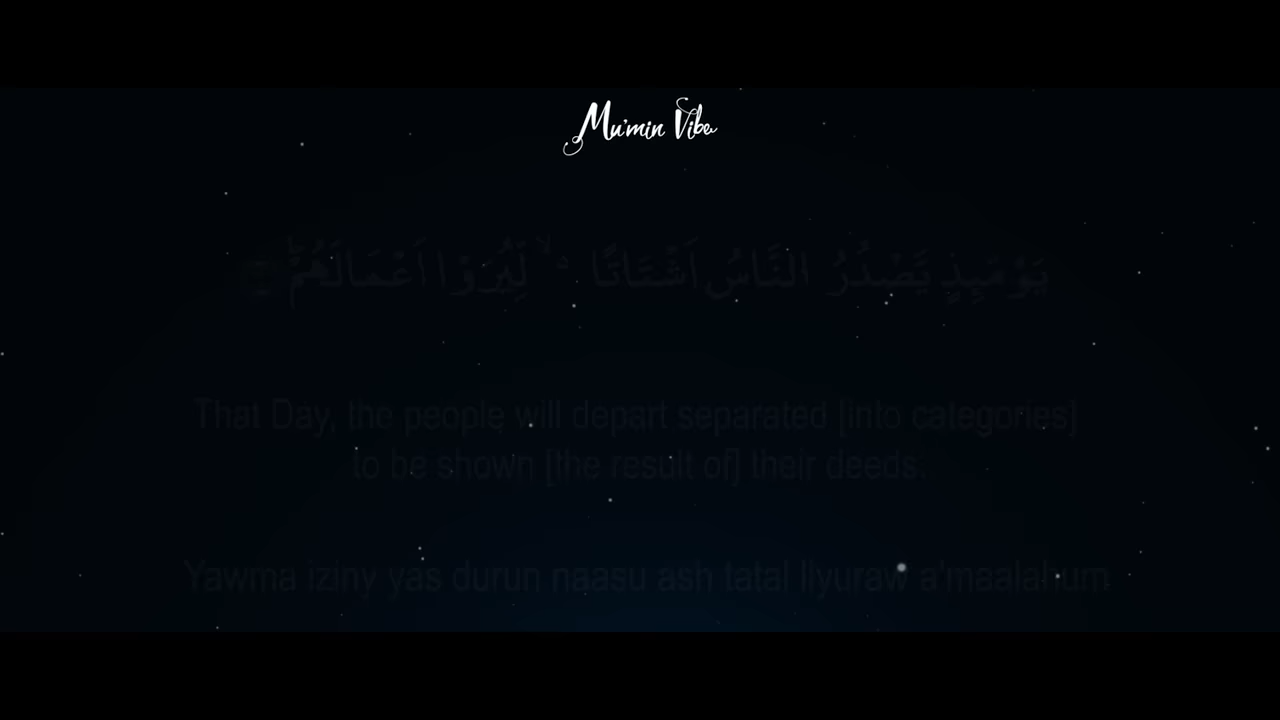 Mu'min Vibe
يَوْمَئِذٍ يَّصْدُرُ النَّاسُ اَشْتَاتًا ۙ۬ لِّيُرَوْا اَعْمَالَهُمْؕ
That Day, the people will depart separated [into categories]
to be shown [the result of] their deeds.
Yawma iziny yas durun naasu ash tatal llyuraw a'maalahum